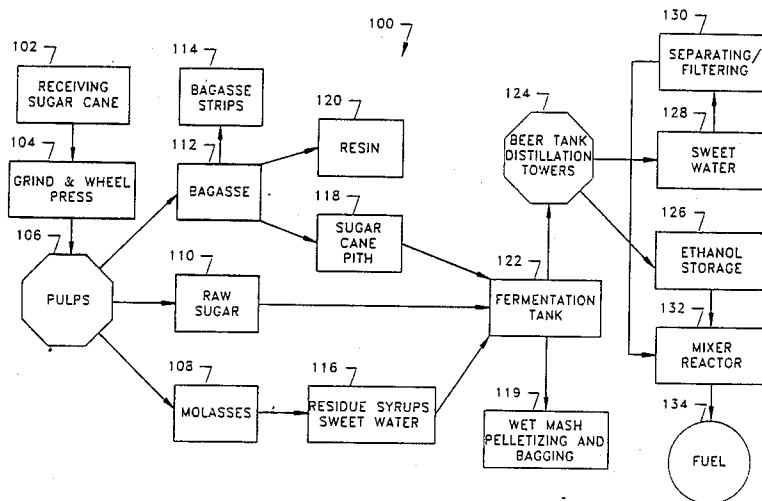 100
102
RECEIVING
SUGAR CANE
104
GRIND & WHEEL
PRESS
106
PULPS
114
BAGASSE
STRIPS
112
BAGASSE
120
RESIN
118
SUGAR
CANE
PITH
110
RAW
SUGAR
108
MOLASSES
116
RESIDUE SYRUPS
SWEET WATER
122
FERMENTATION
TANK
119
WET MASH
PELLETIZING AND
BAGGING
124
BEER TANK
DISTILLATION
TOWERS
130
SEPARATING/
FILTERING
128
SWEET
WATER
126
ETHANOL
STORAGE
132
MIXER
REACTOR
134
FUEL